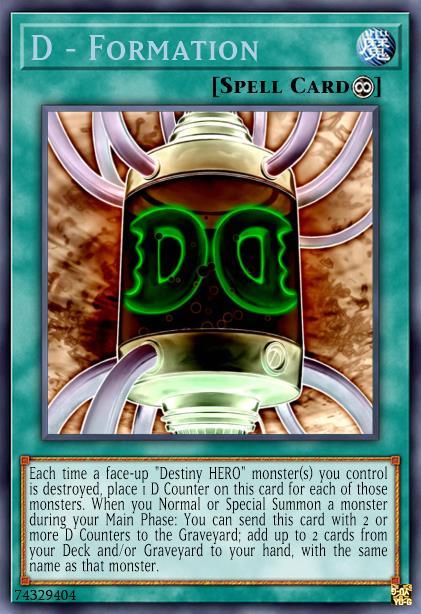 D - Formation
魔
[Spell Card]
DD
Each time a face-up "Destiny HERO" monster(s) you control
is destroyed, place 1 D Counter on this card for each of those
monsters. When you Normal or Special Summon a monster
during your Main Phase: You can send this card with 2 or
more D Counters to the Graveyard; add up to 2 cards from
your Deck and/or Graveyard to your hand, with the same
name as that monster.
74329404